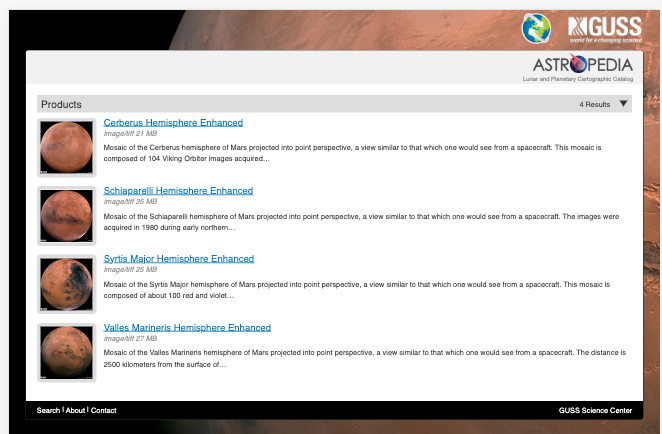 GUSS
world for a changing science
ASTROPEDIA
Lunar and Planetary Cartographic Catalog
Products
4 Results
Cerberus Hemisphere Enhanced
image/tiff 21 MB
Mosaic of the Cerberus hemisphere of Mars projected into point perspective, a view similar to that which one would see from a spacecraft. This mosaic is
composed of 104 Viking Orbiter images acquired…
Schiaparelli Hemisphere Enhanced
image/tiff 35 MB
Mosaic of the Schiaparelli hemisphere of Mars projected into point perspective, a view similar to that which one would see from a spacecraft. The images were
acquired in 1980 during early northern…
Syrtis Major Hemisphere Enhanced
image/tiff 25 MB
Mosaic of the Syrtis Major hemisphere of Mars projected into point perspective, a view similar to that which one would see from a spacecraft. This mosaic is
composed of about 100 red and violet…
Valles Marineris Hemisphere Enhanced
image/tiff 27 MB
Mosaic of the Valles Marineris hemisphere of Mars projected into point perspective, a view similar to that which one would see from a spacecraft. The distance is
2500 kilometers from the surface of…
Search | About | Contact
GUSS Science Center